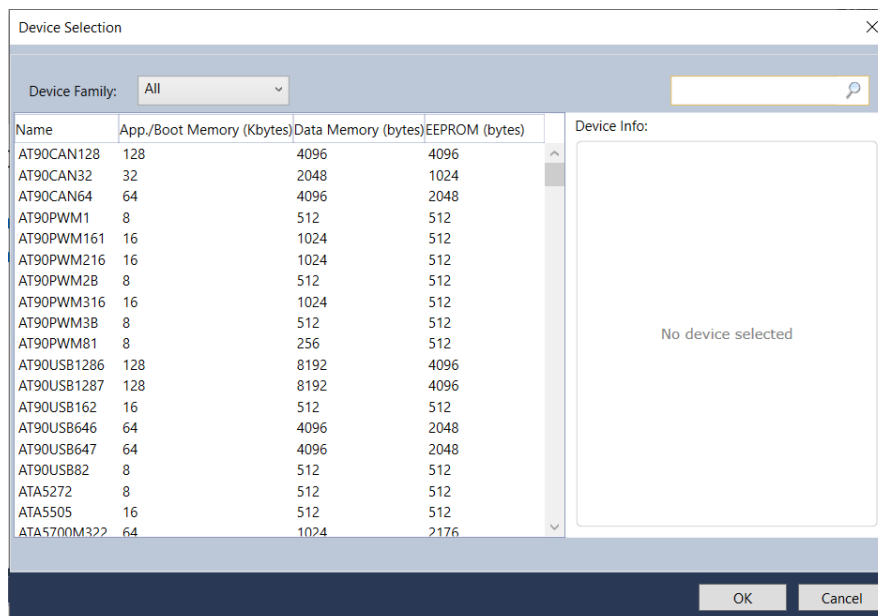 Device Selection
Device Family: All
Name App./Boot Memory (Kbytes) Data Memory (bytes) EEPROM (bytes) Device Info:
AT90CAN128 128 4096 4096
AT90CAN32 32 2048 1024
AT90CAN64 64 4096 2048
AT90PWM1 8 512 512
AT90PWM161 16 1024 512
AT90PWM216 16 1024 512
AT90PWM2B 8 512 512
AT90PWM316 16 1024 512
AT90PWM3B 8 512 512
AT90PWM81 8 256 512
No device selected
AT90USB1286 128 8192 4096
AT90USB1287 128 8192 4096
AT90USB162 16 512 512
AT90USB646 64 4096 2048
AT90USB647 64 4096 2048
AT90USB82 8 512 512
ATA5272 8 512 512
ATA5505 16 512 512
ATA5700M322 64 1024 2176
OK Cancel